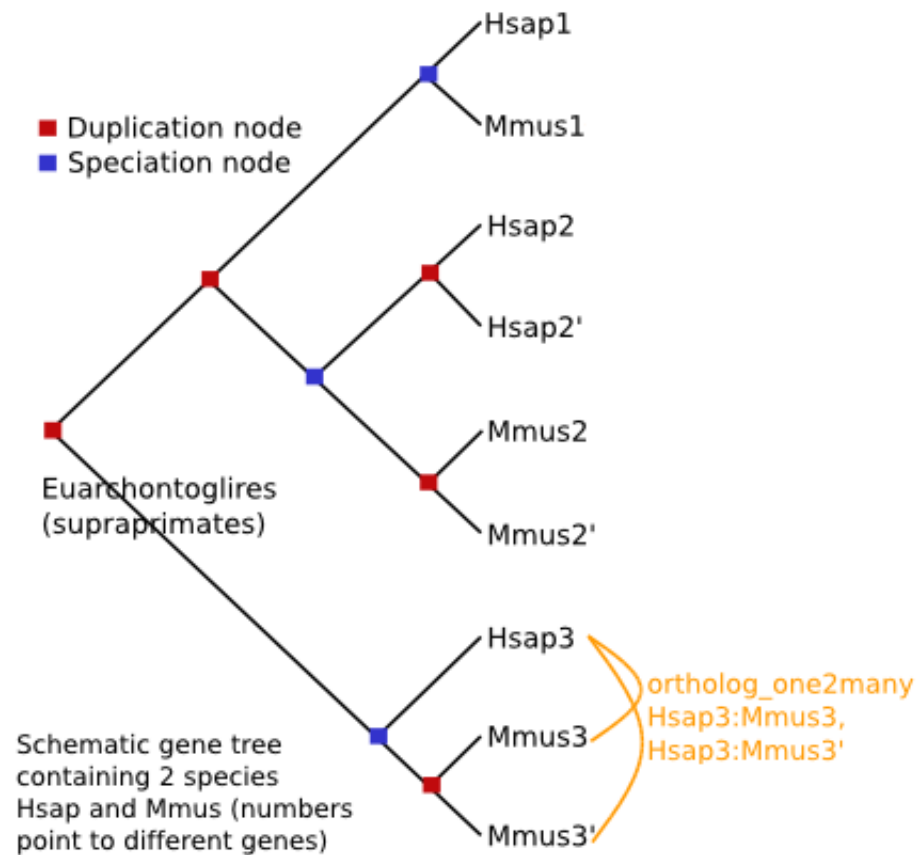 Hsap1
Mmus1
Duplication node
Speciation node
Hsap2
Hsap2'
Mmus2
Mmus2'
Euarchontoglires
(supraprimates)
Hsap3
Mmus3
Mmus3'
ortholog_one2many
Hsap3:Mmus3,
Hsap3:Mmus3'
Schematic gene tree
containing 2 species
Hsap and Mmus (numbers
point to different genes)